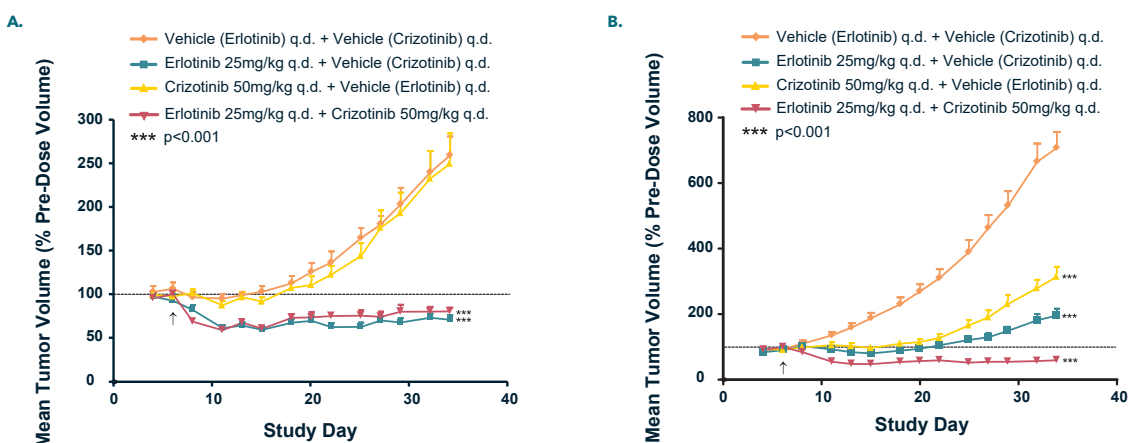 A.
Vehicle (Erlotinib) q.d. + Vehicle (Crizotinib) q.d.
Erlotinib 25mg/kg q.d. + Vehicle (Crizotinib) q.d.
Crizotinib 50mg/kg q.d. + Vehicle (Erlotinib) q.d.
Erlotinib 25mg/kg q.d. + Crizotinib 50mg/kg q.d.
*** p<0.001
Mean Tumor Volume (% Pre-Dose Volume)
300
250
200
150
100
50
0
↑
***
***
0 10 20 30 40
Study Day
B.
Vehicle (Erlotinib) q.d. + Vehicle (Crizotinib) q.d.
Erlotinib 25mg/kg q.d. + Vehicle (Crizotinib) q.d.
Crizotinib 50mg/kg q.d. + Vehicle (Erlotinib) q.d.
Erlotinib 25mg/kg q.d. + Crizotinib 50mg/kg q.d.
*** p<0.001
Mean Tumor Volume (% Pre-Dose Volume)
800
600
400
200
0
↑
***
***
***
0 10 20 30 40
Study Day